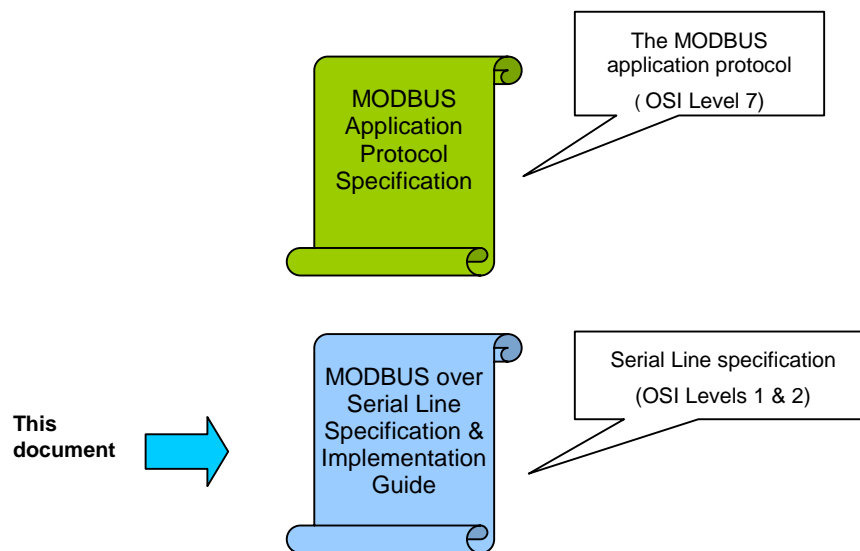 MODBUS
Application
Protocol
Specification
The MODBUS
application protocol
( OSI Level 7)
This
document
MODBUS over
Serial Line
Specification &
Implementation
Guide
Serial Line specification
(OSI Levels 1 & 2)